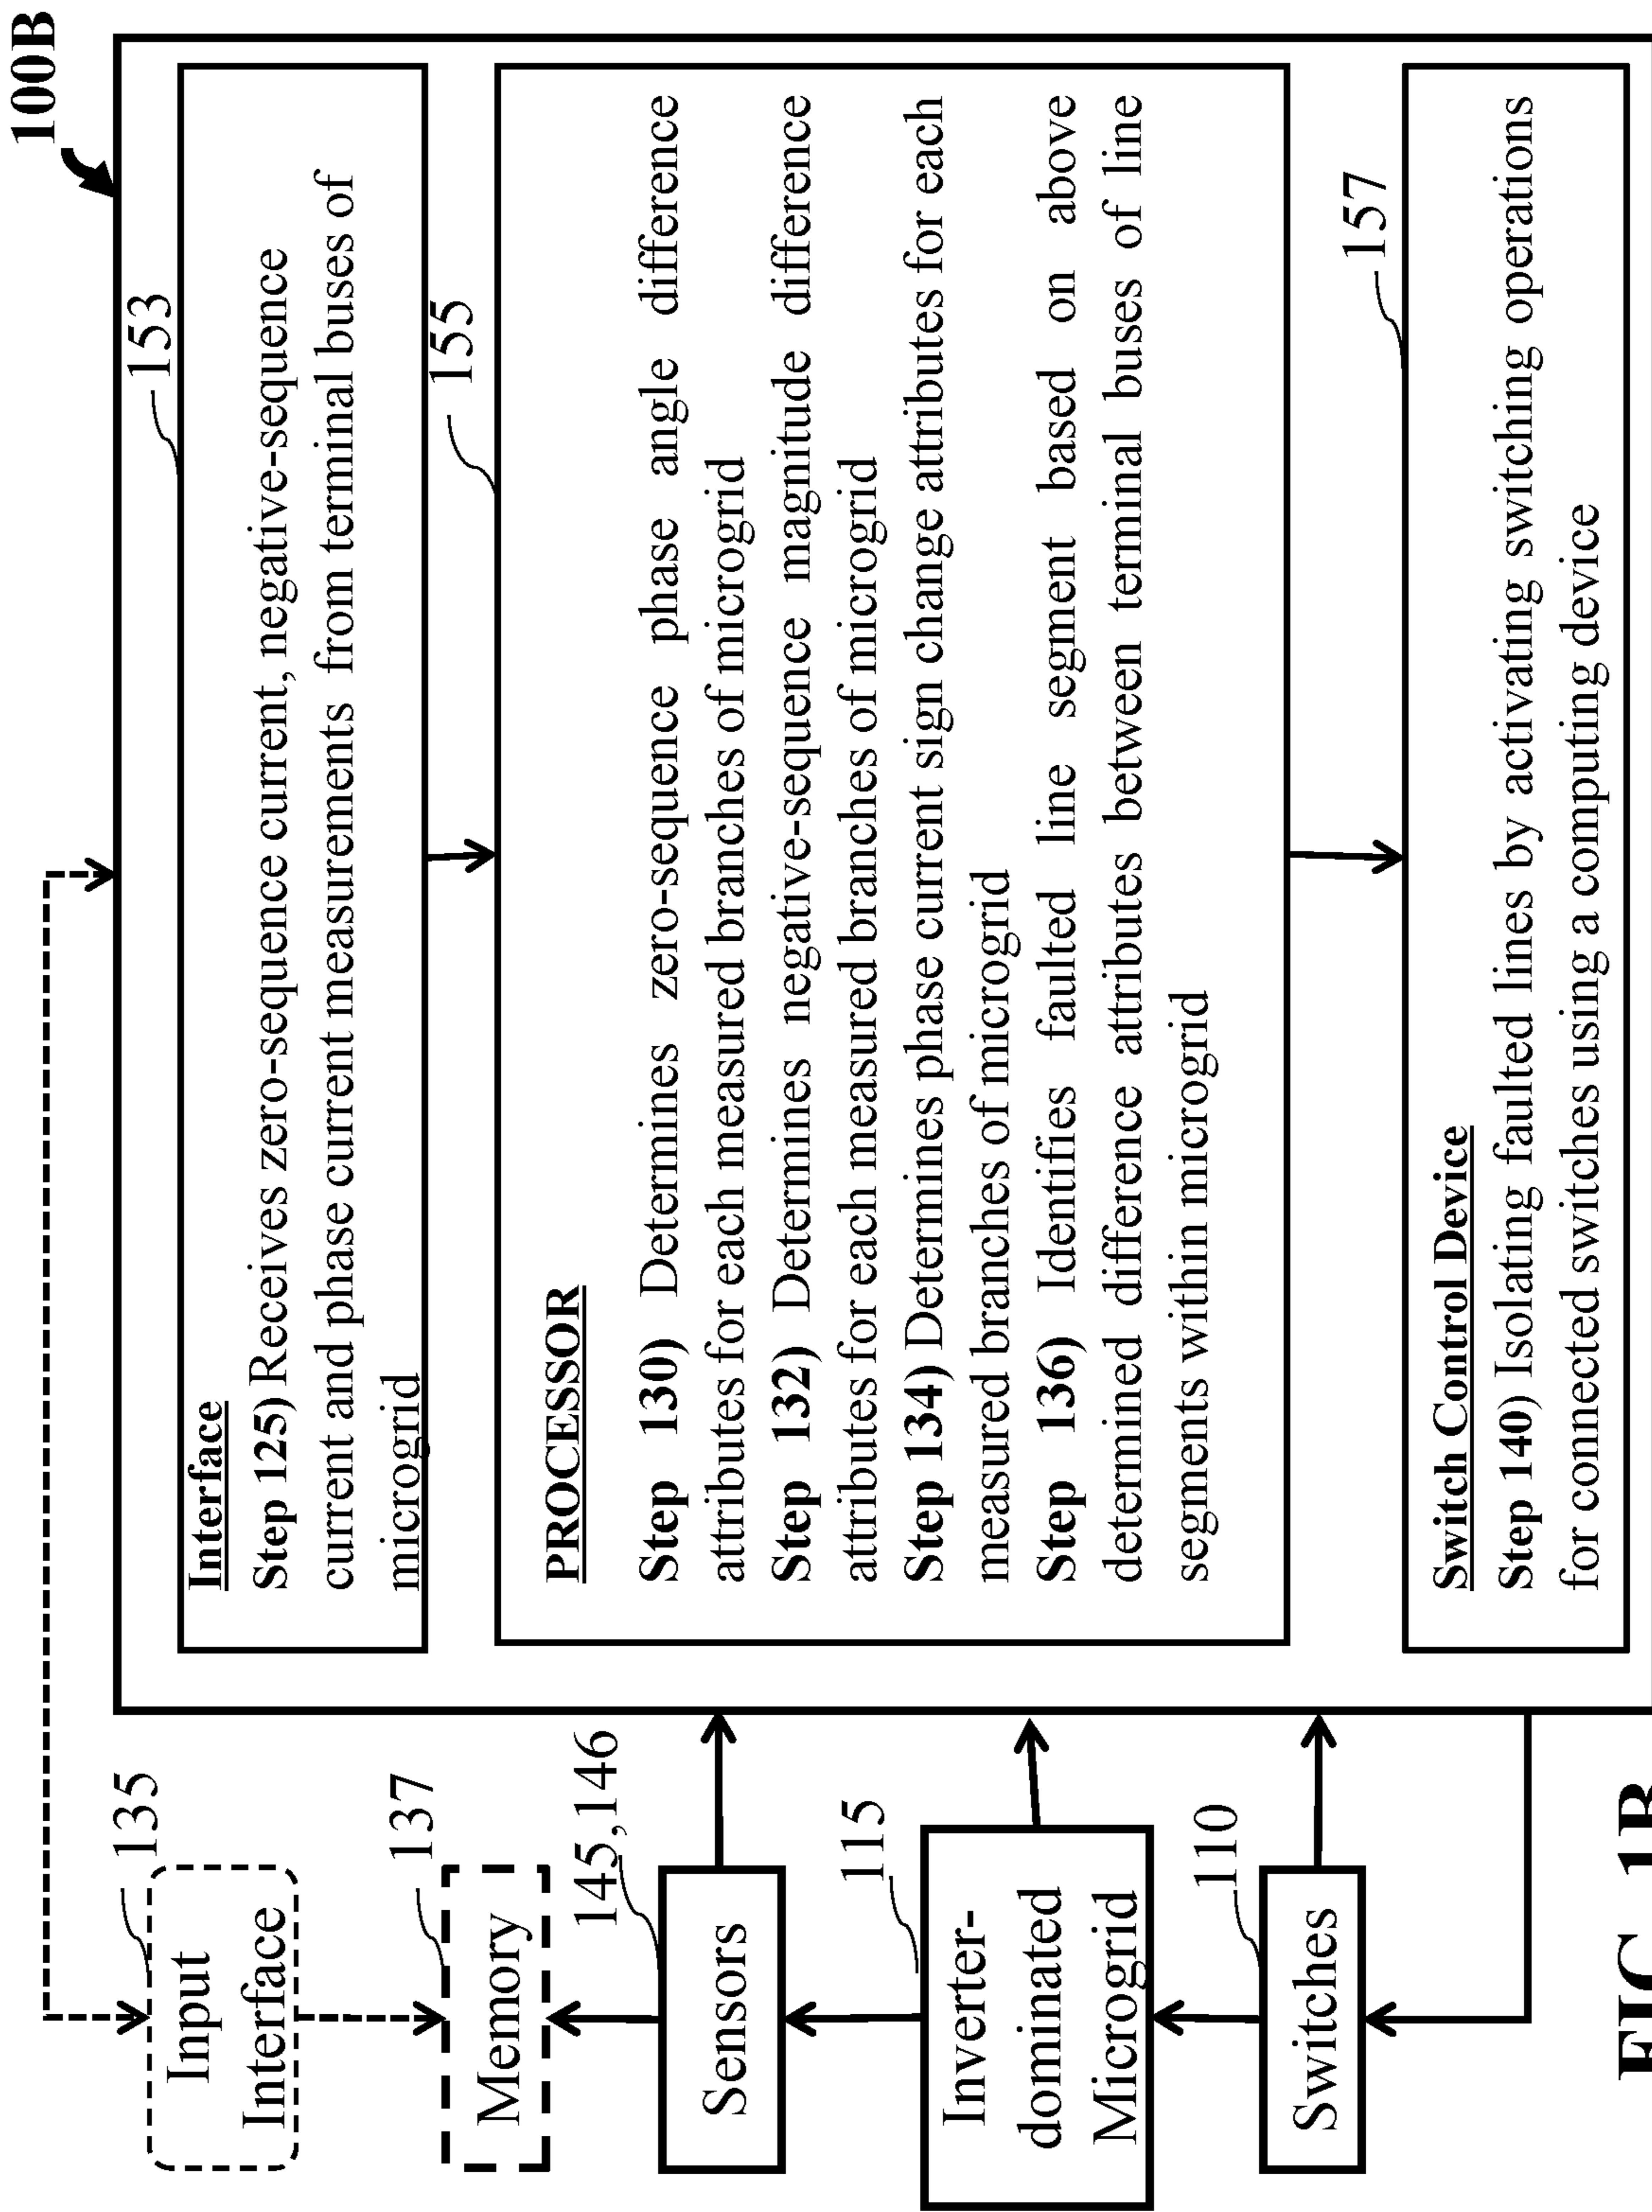 100B
135
Input
Interface
137
Memory
145,146
Sensors
115
Inverter-
dominated
Microgrid
110
Switches
153
Interface
Step 125) Receives zero-sequence current, negative-sequence
current and phase current measurements from terminal buses of
microgrid
155
PROCESSOR
Step 130) Determines zero-sequence phase angle difference
attributes for each measured branches of microgrid
Step 132) Determines negative-sequence magnitude difference
attributes for each measured branches of microgrid
Step 134) Determines phase current sign change attributes for each
measured branches of microgrid
Step 136) Identifies faulted line segment based on above
determined difference attributes between terminal buses of line
segments within microgrid
157
Switch Control Device
Step 140) Isolating faulted lines by activating switching operations
for connected switches using a computing device
FIG 1B